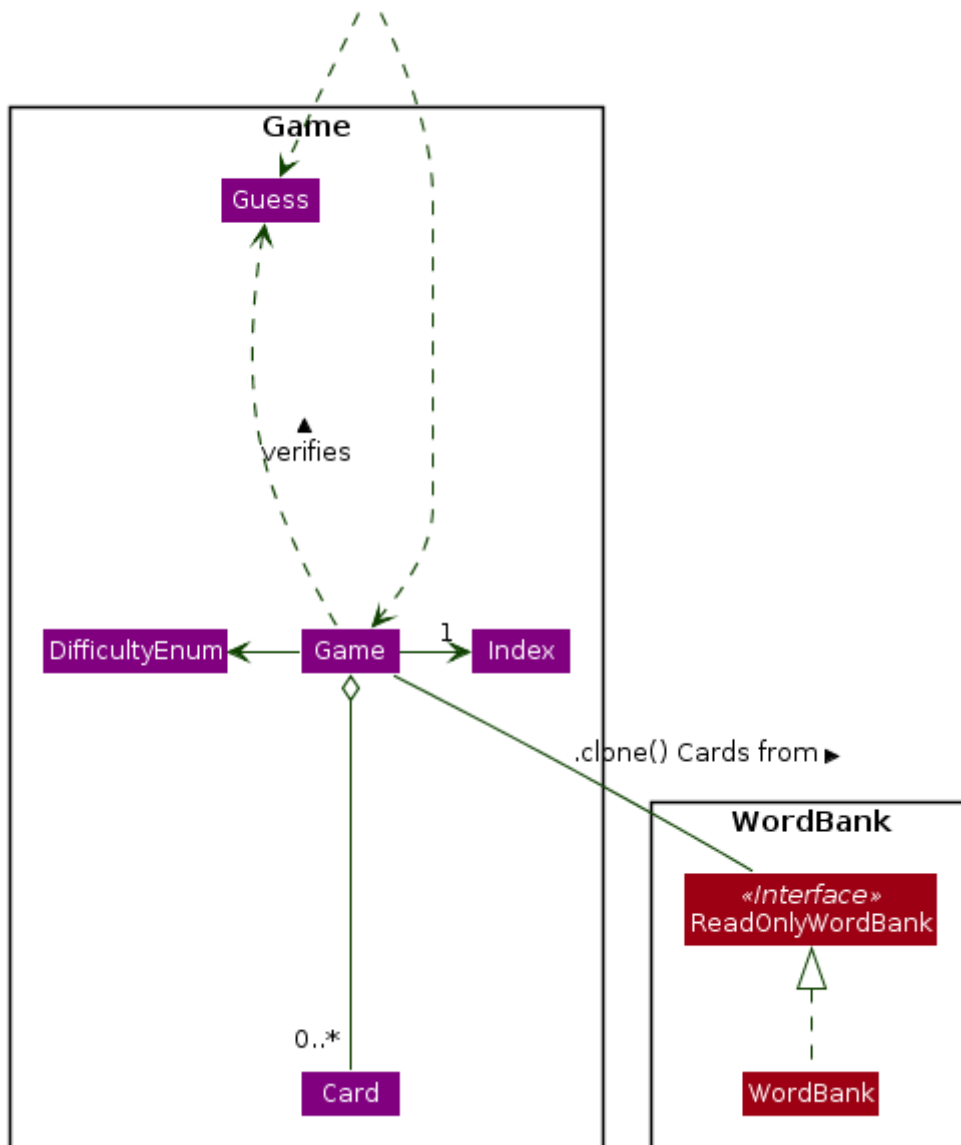 Game
Guess
▲
verifies
DifficultyEnum
Game
1
Index
.clone() Cards from ►
WordBank
«Interface»
ReadOnlyWordBank
0..*
Card
WordBank